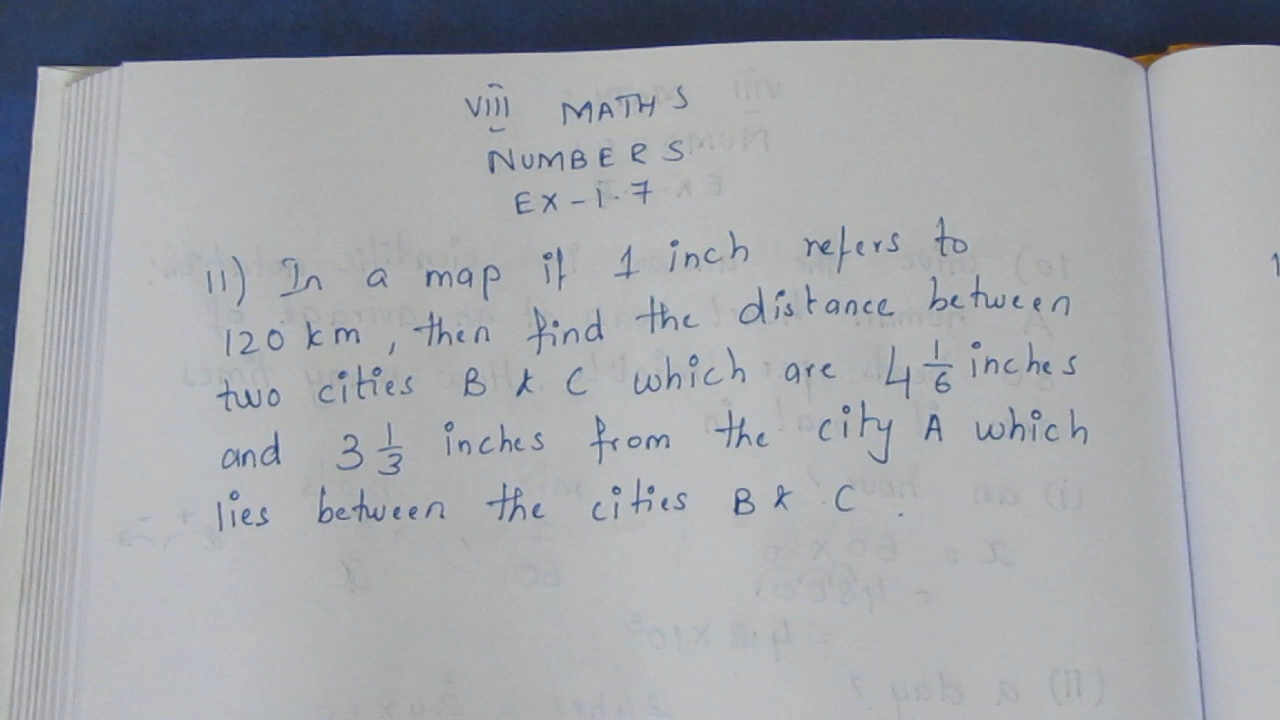 VIII MATHS
NUMBERS
EX-1.7
11) In a map if 1 inch refers to
120 km, then find the distance between
two cities B & C which are 4 1/6 inches
and 3 1/3 inches from the city A which
lies between the cities B & C.